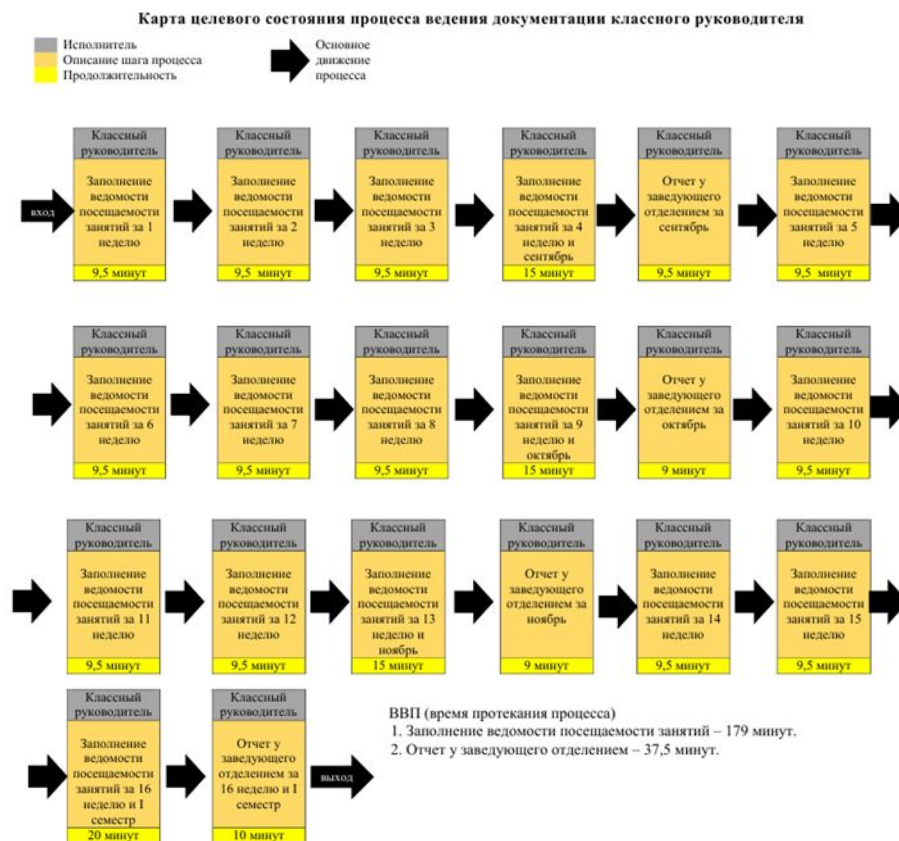 Карта целевого состояния процесса ведения документации классного руководителя
Исполнитель
Описание шага процесса
Продолжительность
Основное
движение
процесса
вход
Классный
руководитель
Заполнение
ведомости
посещаемости
занятий за 1
неделю
9,5 минут
Классный
руководитель
Заполнение
ведомости
посещаемости
занятий за 2
неделю
9,5 минут
Классный
руководитель
Заполнение
ведомости
посещаемости
занятий за 3
неделю
9,5 минут
Классный
руководитель
Заполнение
ведомости
посещаемости
занятий за 4
неделю и
сентябрь
15 минут
Классный
руководитель
Отчет у
заведующего
отделением за
сентябрь
9,5 минут
Классный
руководитель
Заполнение
ведомости
посещаемости
занятий за 5
неделю
9,5 минут
Классный
руководитель
Заполнение
ведомости
посещаемости
занятий за 6
неделю
9,5 минут
Классный
руководитель
Заполнение
ведомости
посещаемости
занятий за 7
неделю
9,5 минут
Классный
руководитель
Заполнение
ведомости
посещаемости
занятий за 8
неделю
9,5 минут
Классный
руководитель
Заполнение
ведомости
посещаемости
занятий за 9
неделю и
октябрь
15 минут
Классный
руководитель
Отчет у
заведующего
отделением за
октябрь
9 минут
Классный
руководитель
Заполнение
ведомости
посещаемости
занятий за 10
неделю
9,5 минут
Классный
руководитель
Заполнение
ведомости
посещаемости
занятий за 11
неделю
9,5 минут
Классный
руководитель
Заполнение
ведомости
посещаемости
занятий за 12
неделю
9,5 минут
Классный
руководитель
Заполнение
ведомости
посещаемости
занятий за 13
неделю и
ноябрь
15 минут
Классный
руководитель
Отчет у
заведующего
отделением за
ноябрь
9 минут
Классный
руководитель
Заполнение
ведомости
посещаемости
занятий за 14
неделю
9,5 минут
Классный
руководитель
Заполнение
ведомости
посещаемости
занятий за 15
неделю
9,5 минут
Классный
руководитель
Заполнение
ведомости
посещаемости
занятий за 16
неделю и I
семестр
20 минут
Классный
руководитель
Отчет у
заведующего
отделением за
16 неделю и I
семестр
10 минут
выход
ВВП (время протекания процесса)
1. Заполнение ведомости посещаемости занятий – 179 минут.
2. Отчет у заведующего отделением – 37,5 минут.